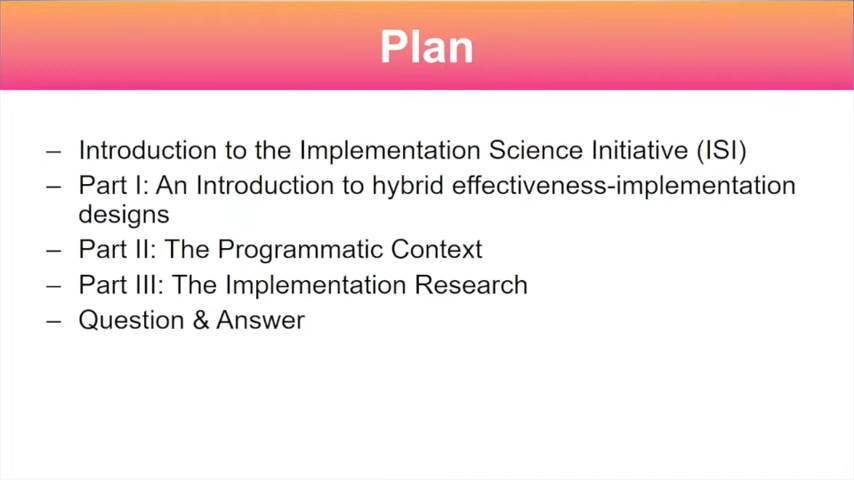 Plan
– Introduction to the Implementation Science Initiative (ISI)
– Part I: An Introduction to hybrid effectiveness-implementation
designs
– Part II: The Programmatic Context
– Part III: The Implementation Research
– Question & Answer